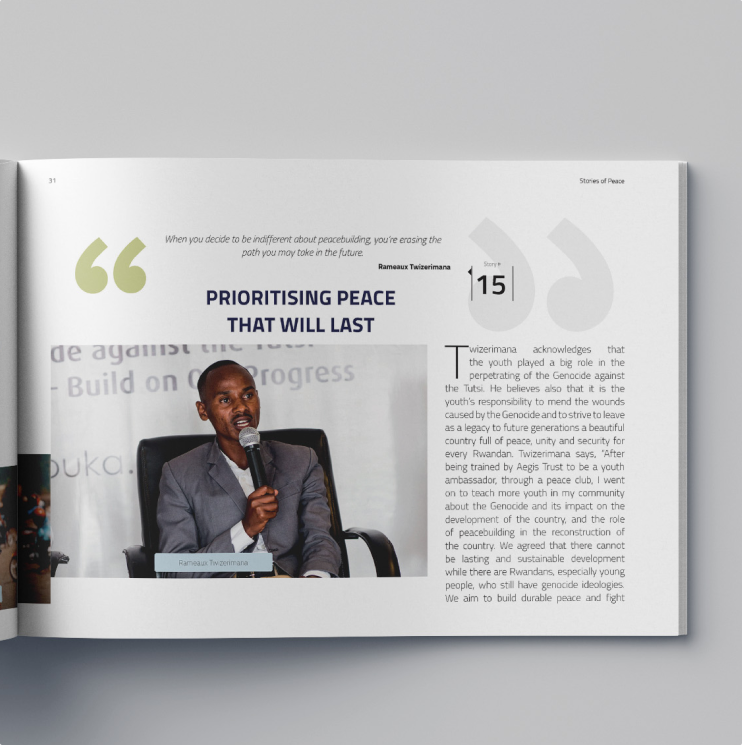 31
Stories of Peace
When you decide to be indifferent about peacebuilding, you're erasing the
path you may take in the future.
Rameaux Twizerimana
Story #
15
PRIORITISING PEACE
THAT WILL LAST
de against the Tutsi
- Build on O Progress
ouka.
Rameaux Twizerimana
Twizerimana acknowledges that
the youth played a big role in the
perpetrating of the Genocide against
the Tutsi. He believes also that it is the
youth's responsibility to mend the wounds
caused by the Genocide and to strive to leave
as a legacy to future generations a beautiful
country full of peace, unity and security for
every Rwandan. Twizerimana says, "After
being trained by Aegis Trust to be a youth
ambassador, through a peace club, I went
on to teach more youth in my community
about the Genocide and its impact on the
development of the country, and the role
of peacebuilding in the reconstruction of
the country. We agreed that there cannot
be lasting and sustainable development
while there are Rwandans, especially young
people, who still have genocide ideologies.
We aim to build durable peace and fight